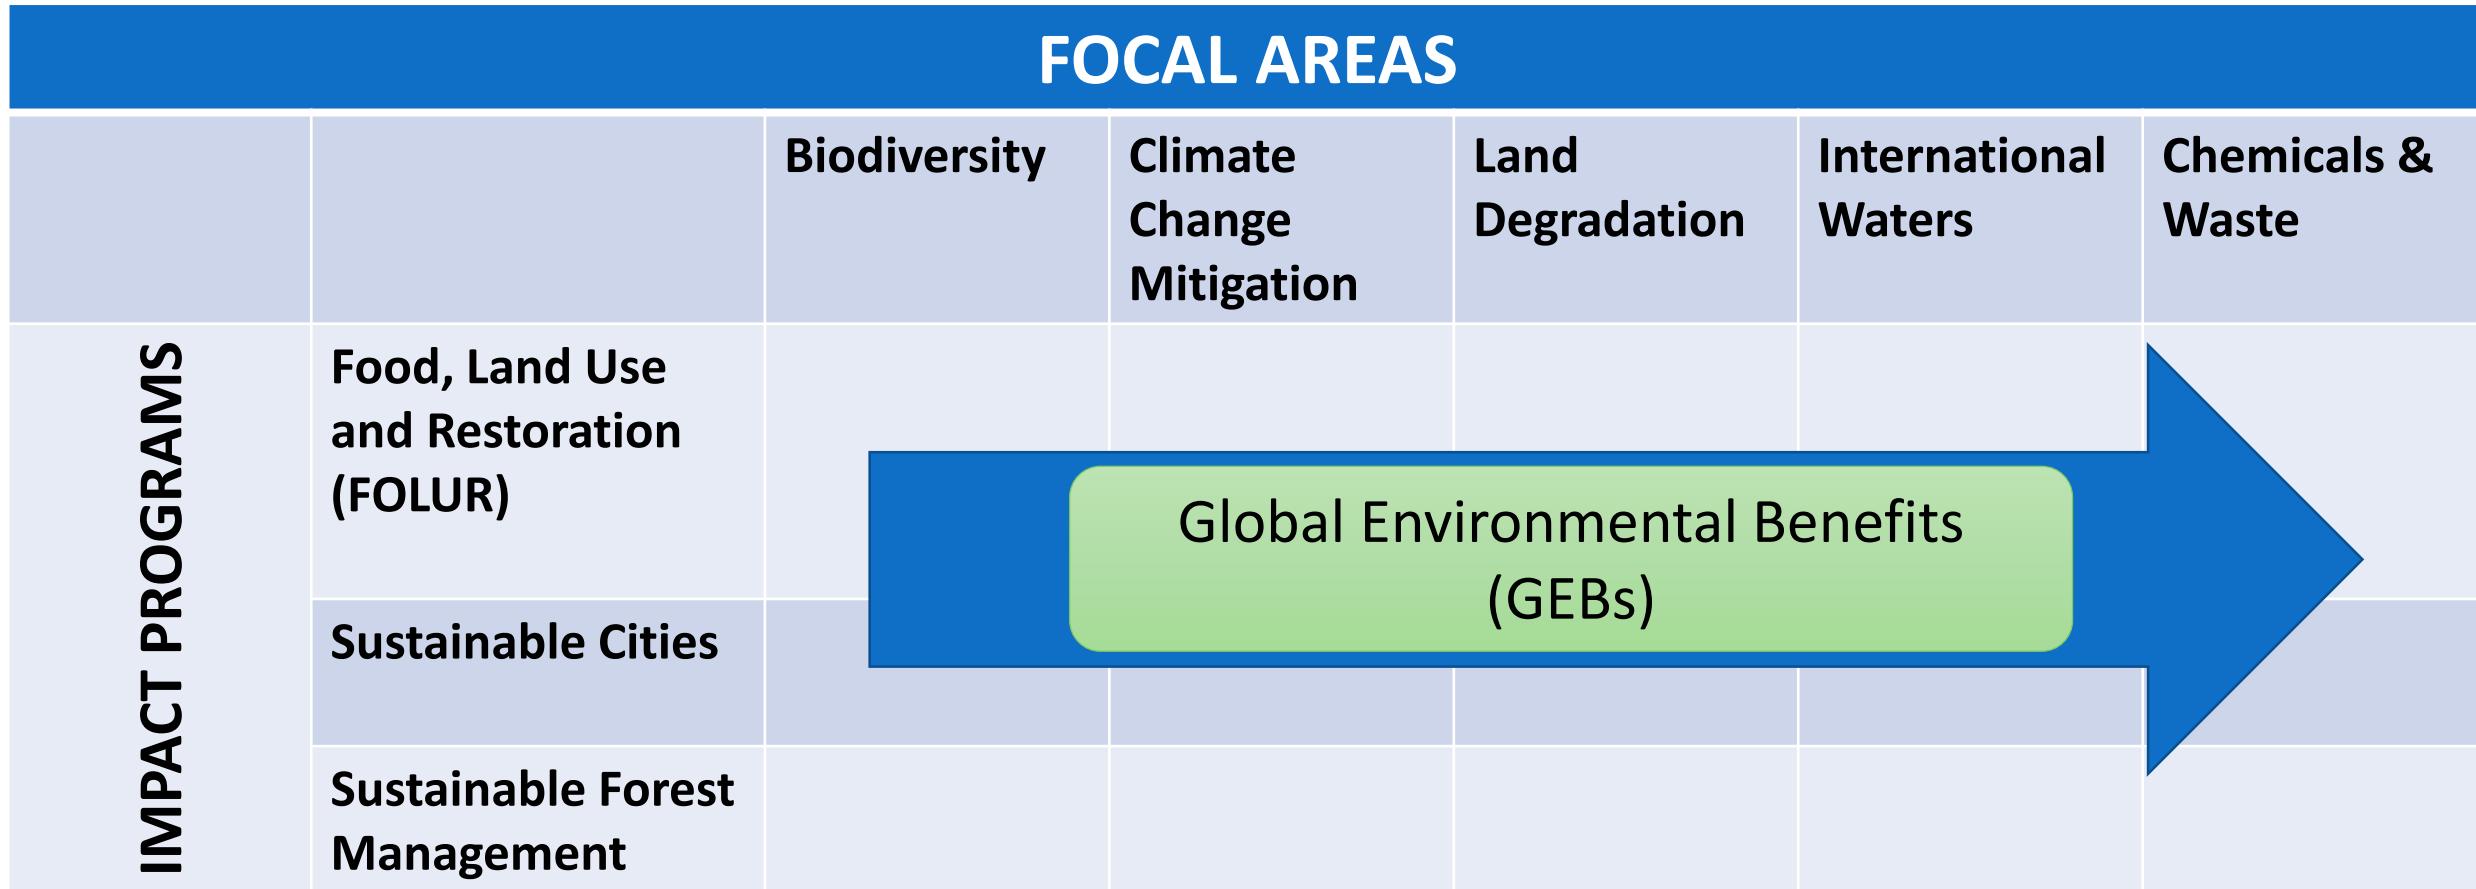 FOCAL AREAS
Biodiversity
Climate
Change
Mitigation
Land
Degradation
International
Waters
Chemicals &
Waste
IMPACT PROGRAMS
Food, Land Use
and Restoration
(FOLUR)
Global Environmental Benefits
(GEBs)
Sustainable Cities
Sustainable Forest
Management